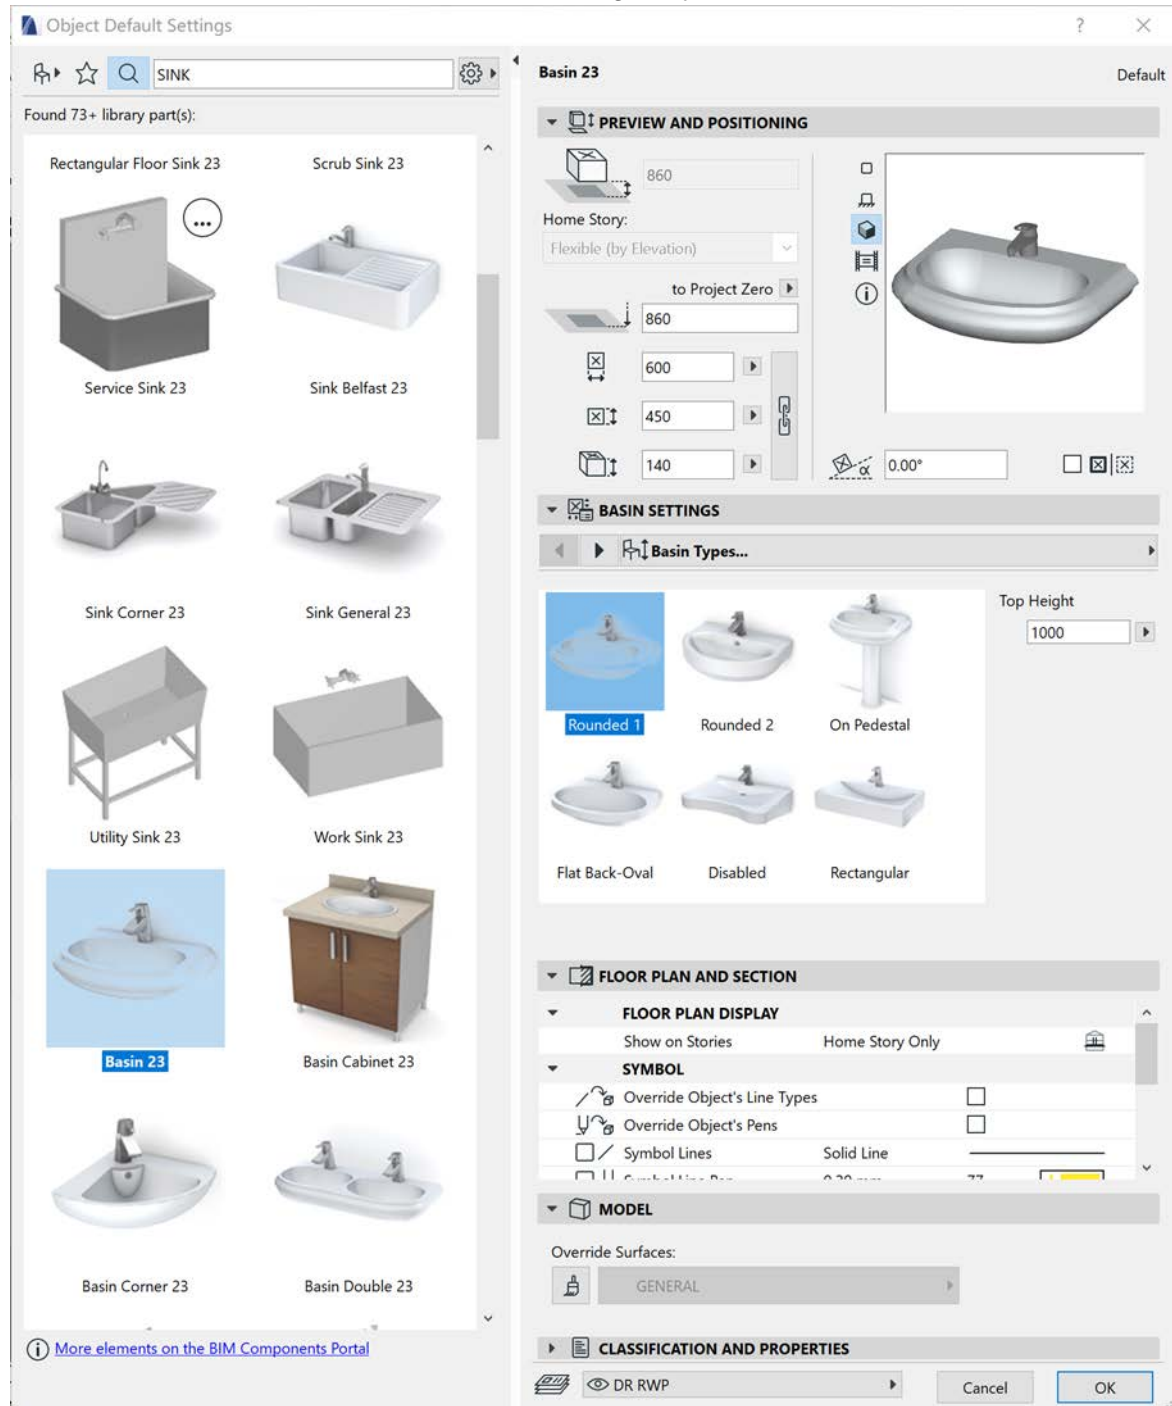 Object Default Settings
SINK
Found 73+ library part(s):
Rectangular Floor Sink 23
Scrub Sink 23
Service Sink 23
Sink Belfast 23
Sink Corner 23
Sink General 23
Utility Sink 23
Work Sink 23
Basin 23
Basin Cabinet 23
Basin Corner 23
Basin Double 23
More elements on the BIM Components Portal
Basin 23
Default
PREVIEW AND POSITIONING
860
Home Story:
Flexible (by Elevation)
to Project Zero
860
600
450
140
α
0.00°
BASIN SETTINGS
Basin Types...
Top Height
1000
Rounded 1
Rounded 2
On Pedestal
Flat Back-Oval
Disabled
Rectangular
FLOOR PLAN AND SECTION
FLOOR PLAN DISPLAY
Show on Stories Home Story Only
SYMBOL
Override Object's Line Types
Override Object's Pens
Symbol Lines Solid Line
MODEL
Override Surfaces:
GENERAL
CLASSIFICATION AND PROPERTIES
DR RWP
Cancel
OK